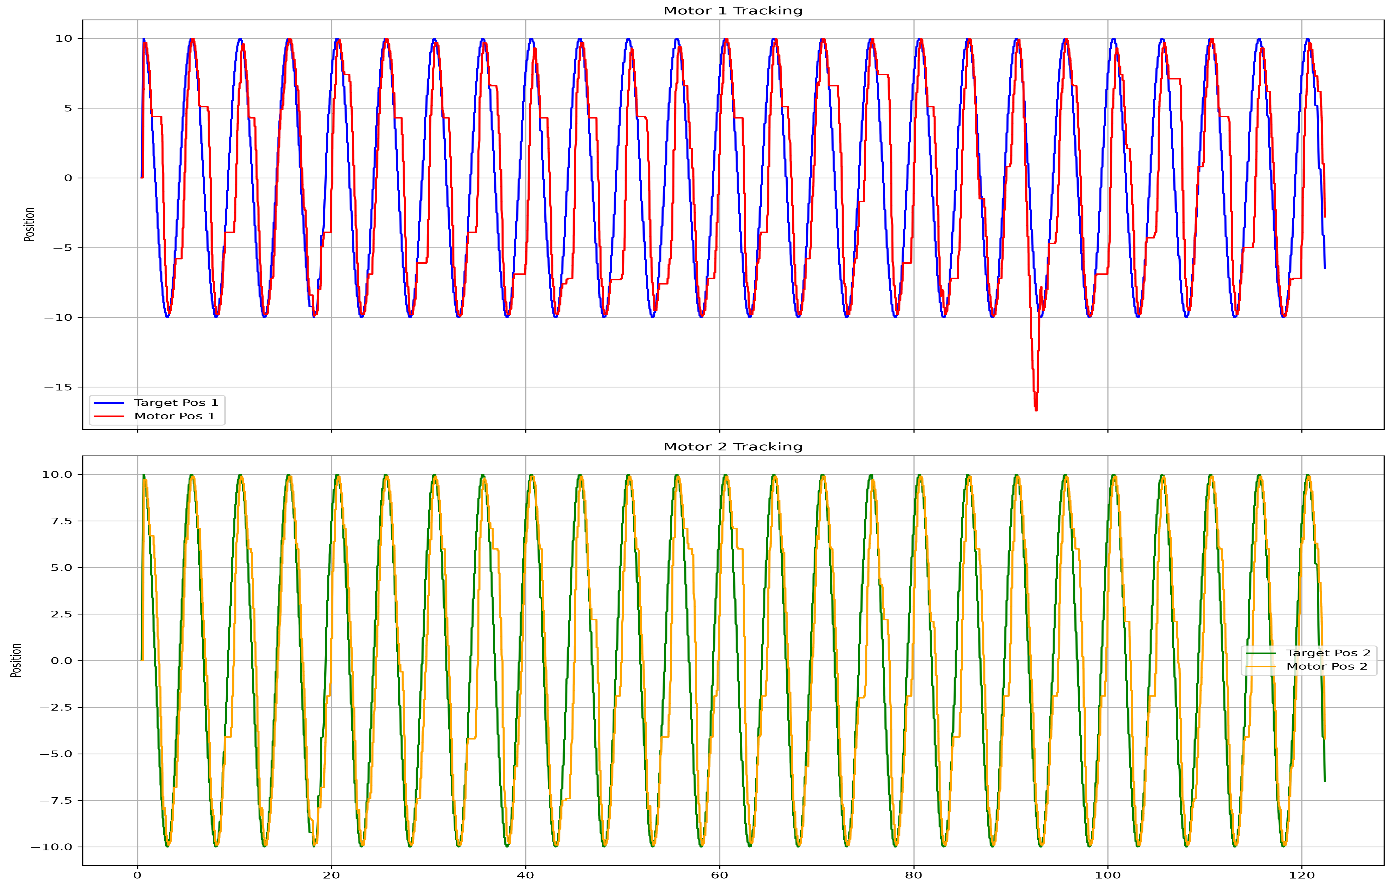 Motor 1 Tracking
10
5
0
−5
−10
−15
Position
Target Pos 1
Motor Pos 1
Motor 2 Tracking
10.0
7.5
5.0
2.5
0.0
−2.5
−5.0
−7.5
−10.0
Position
Target Pos 2
Motor Pos 2
0 20 40 60 80 100 120